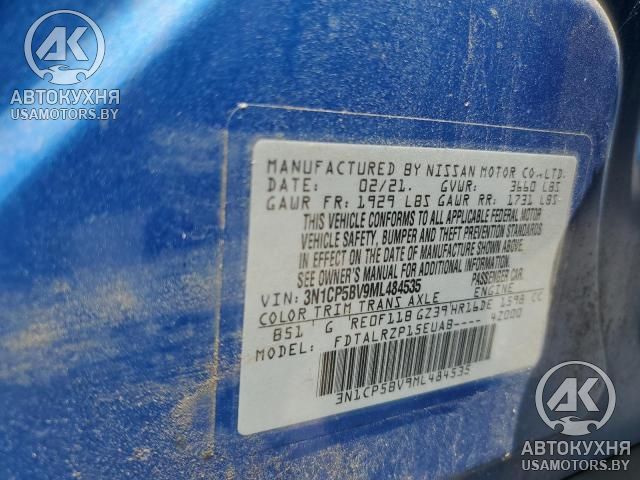 AK
АВТОКУХНЯ
USAMOTORS.BY
MANUFACTURED BY NISSAN MOTOR CO.,LTD.
DATE: 02/21. GVWR: 3660 LBS
GAWR FR: 1929 LBS GAWR RR: 1731 LBS
THIS VEHICLE CONFORMS TO ALL APPLICABLE FEDERAL MOTOR
VEHICLE SAFETY, BUMPER AND THEFT PREVENTION STANDARDS
IN EFFECT ON THE DATE OF MANUFACTURE SHOWN ABOVE.
SEE OWNER'S MANUAL FOR ADDITIONAL INFORMATION
VIN: 3N1CP5BV9ML484535 PASSENGER CAR.
COLOR TRIM TRANS AXLE ENGINE
B51 G RE0F11B GZ39 HR16DE 1598 CC
MODEL: FDTALRZP15EUAB---- 42000
3N1CP5BV9ML484535
AK
АВТОКУХНЯ
USAMOTORS.BY